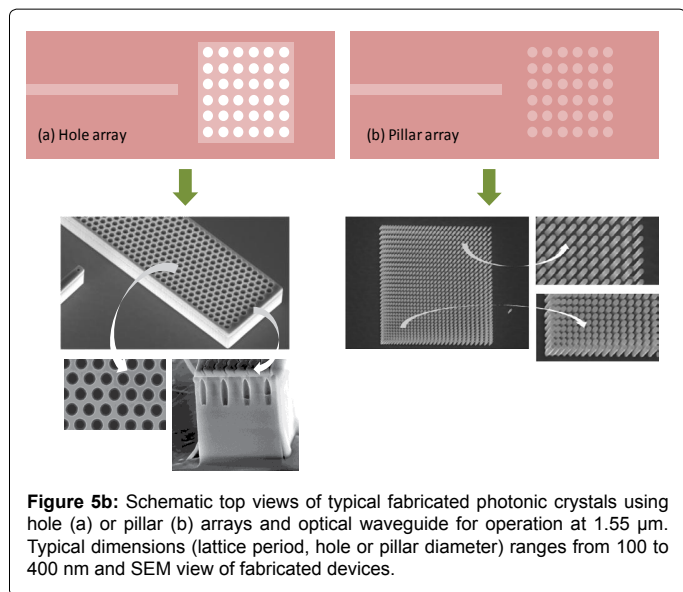 (a) Hole array
(b) Pillar array
Figure 5b: Schematic top views of typical fabricated photonic crystals using
hole (a) or pillar (b) arrays and optical waveguide for operation at 1.55 µm.
Typical dimensions (lattice period, hole or pillar diameter) ranges from 100 to
400 nm and SEM view of fabricated devices.